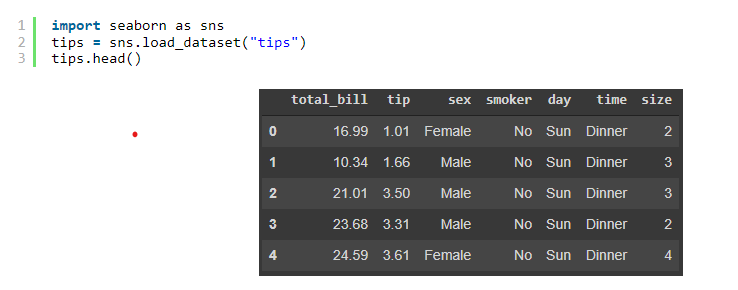 1 import seaborn as sns
2 tips = sns.load_dataset("tips")
3 tips.head()
total_bill tip sex smoker day time size
0 16.99 1.01 Female No Sun Dinner 2
1 10.34 1.66 Male No Sun Dinner 3
2 21.01 3.50 Male No Sun Dinner 3
3 23.68 3.31 Male No Sun Dinner 2
4 24.59 3.61 Female No Sun Dinner 4